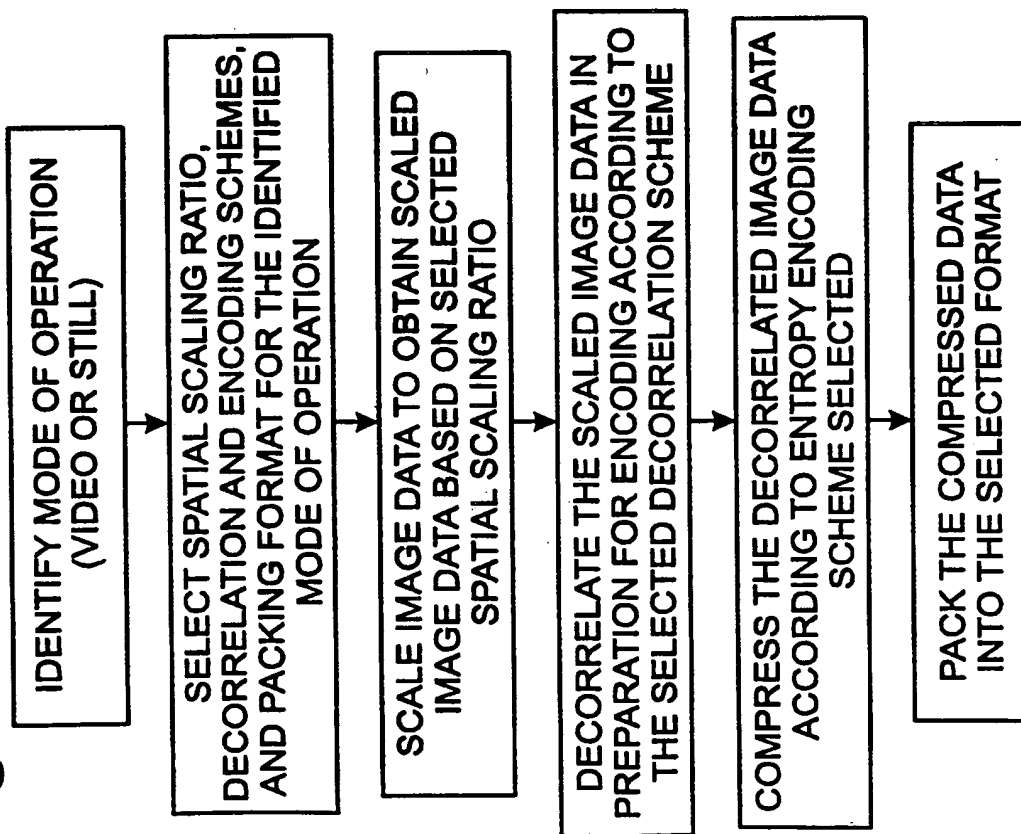 IDENTIFY MODE OF OPERATION
(VIDEO OR STILL)
SELECT SPATIAL SCALING RATIO,
DECORRELATION AND ENCODING SCHEMES,
AND PACKING FORMAT FOR THE IDENTIFIED
MODE OF OPERATION
SCALE IMAGE DATA TO OBTAIN SCALED
IMAGE DATA BASED ON SELECTED
SPATIAL SCALING RATIO
DECORRELATE THE SCALED IMAGE DATA IN
PREPARATION FOR ENCODING ACCORDING TO
THE SELECTED DECORRELATION SCHEME
COMPRESS THE DECORRELATED IMAGE DATA
ACCORDING TO ENTROPY ENCODING
SCHEME SELECTED
PACK THE COMPRESSED DATA
INTO THE SELECTED FORMAT